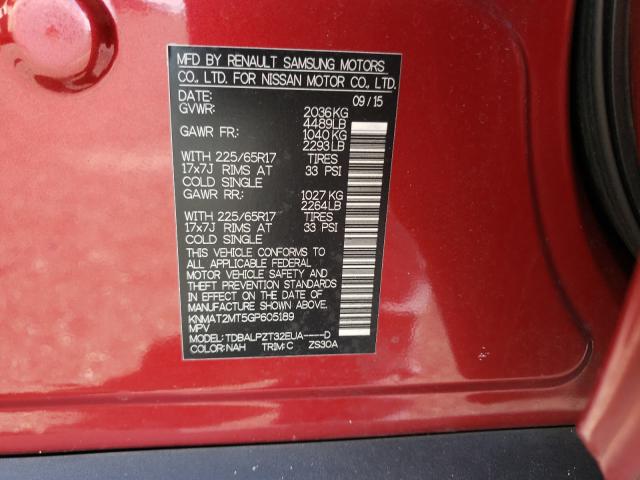 MFD BY RENAULT SAMSUNG MOTORS
CO., LTD. FOR NISSAN MOTOR CO., LTD.
DATE: 09/15
GVWR: 2036KG
4489LB
GAWR FR: 1040KG
2293LB
WITH 225/65R17 TIRES
17x7J RIMS AT 33 PSI
COLD SINGLE
GAWR RR: 1027KG
2264LB
WITH 225/65R17 TIRES
17x7J RIMS AT 33 PSI
COLD SINGLE
THIS VEHICLE CONFORMS TO
ALL APPLICABLE FEDERAL
MOTOR VEHICLE SAFETY AND
THEFT PREVENTION STANDARDS
IN EFFECT ON THE DATE OF
MANUFACTURE SHOWN ABOVE.
KNMAT2MT5GP605189
MPV
MODEL: TDBALPZT32EUA----D
COLOR: NAH TRIM: C ZS30A